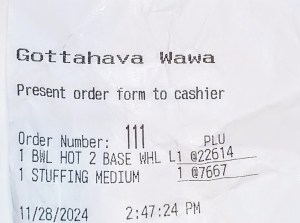 Gottahava Wawa
Present order form to cashier
Order Number: 111 PLU
1 BWL HOT 2 BASE WHL L1 @22614
1 STUFFING MEDIUM 1 @7667
11/28/2024 2:47:24 PM